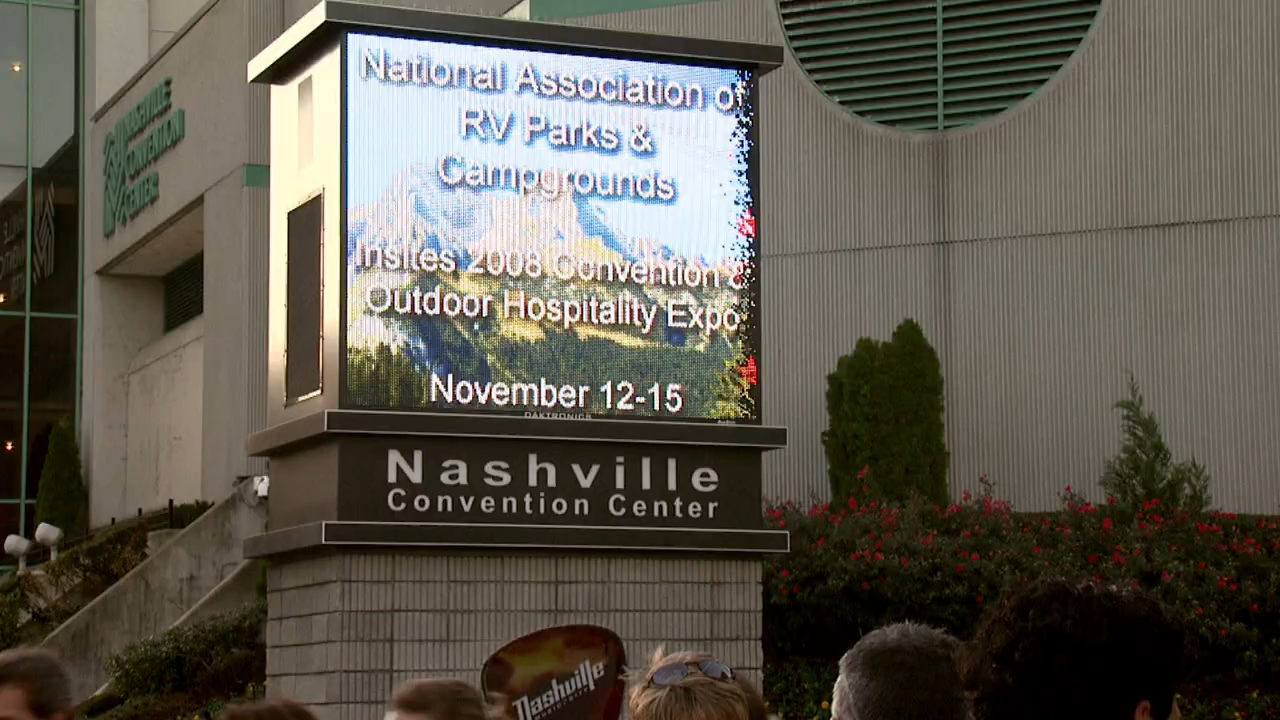 National Association of
RV Parks &
Campgrounds
Insites 2008 Convention &
Outdoor Hospitality Expo
November 12-15
DAKTRONICS
Nashville
Convention Center
NASHVILLE
CONVENTION
CENTER
Nashville